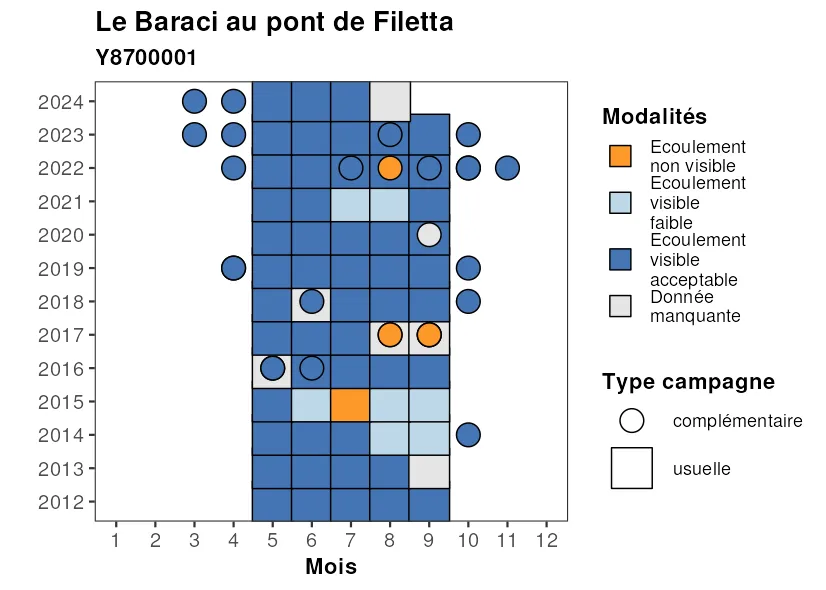 Le Baraci au pont de Filetta
Y8700001
2024
2023
2022
2021
2020
2019
2018
2017
2016
2015
2014
2013
2012
1 2 3 4 5 6 7 8 9 10 11 12
Mois
Modalités
Ecoulement
non visible
Ecoulement
visible
faible
Ecoulement
visible
acceptable
Donnée
manquante
Type campagne
complémentaire
usuelle